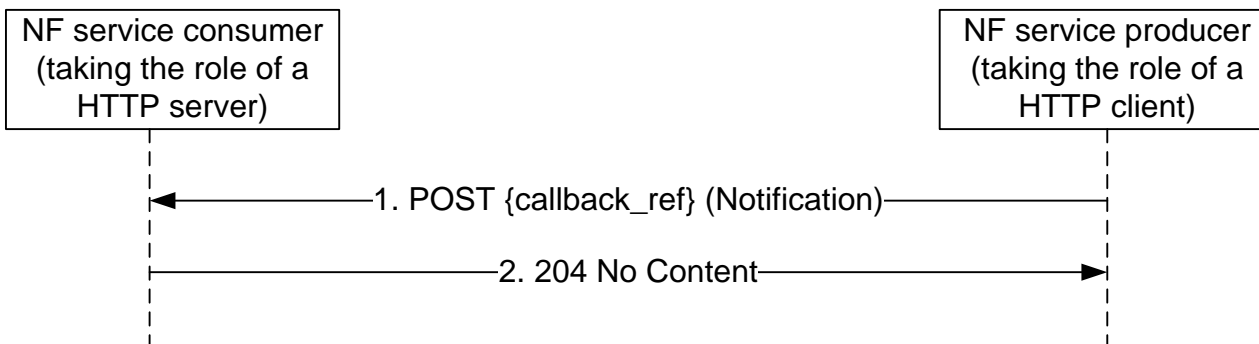 NF service consumer
(taking the role of a
HTTP server)
NF service producer
(taking the role of a
HTTP client)
1. POST {callback_ref} (Notification)
2. 204 No Content